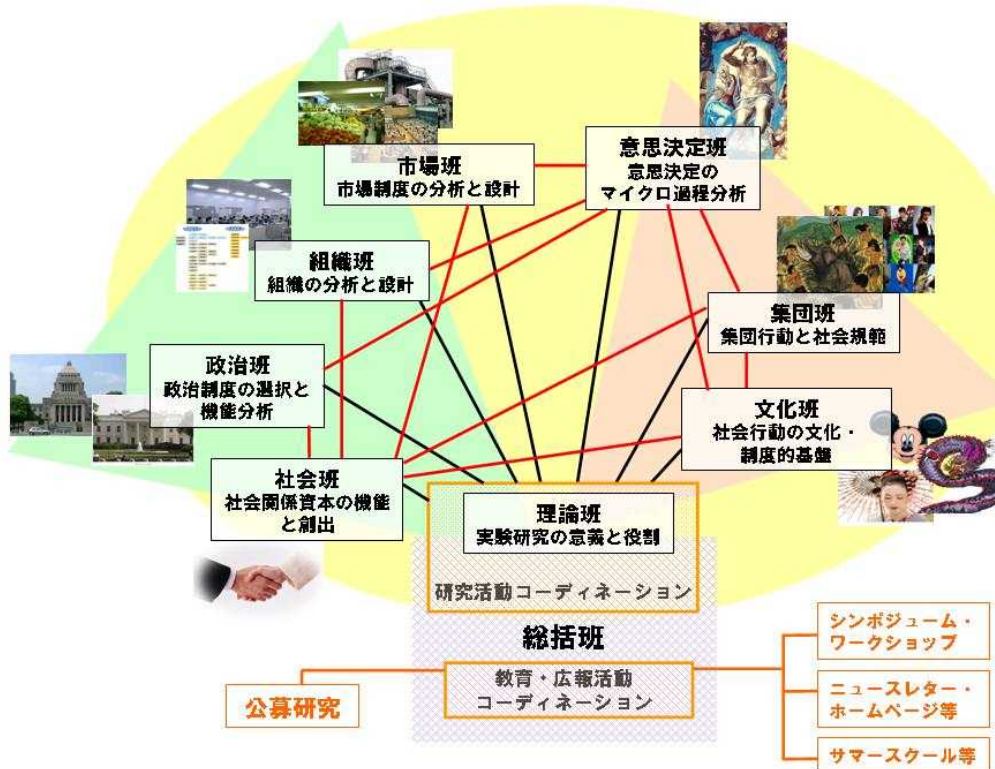 意思決定班
意思決定の
マイクロ過程分析
市場班
市場制度の分析と設計
組織班
組織の分析と設計
集団班
集団行動と社会規範
政治班
政治制度の選択と
機能分析
文化班
社会行動の文化・
制度的基盤
社会班
社会関係資本の機能
と創出
理論班
実験研究の意義と役割
研究活動コーディネーション
総括班
教育・広報活動
コーディネーション
公募研究
シンポジューム・
ワークショップ
ニュースレター・
ホームページ等
サマースクール等